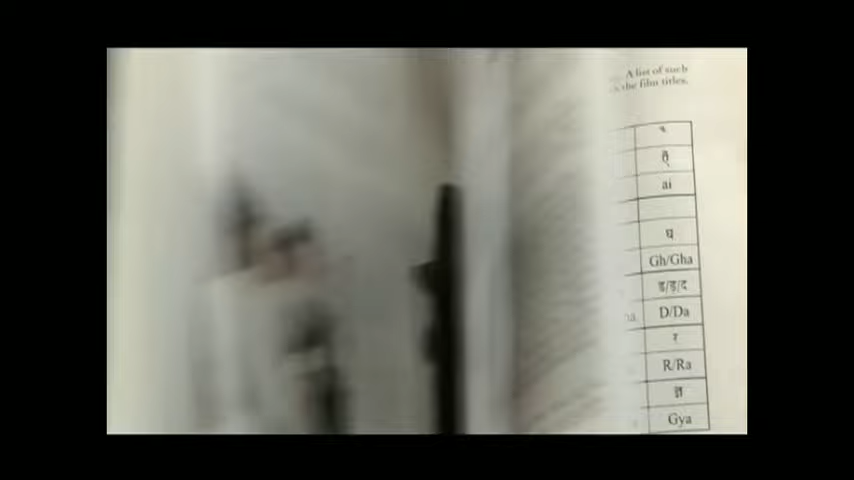 A list of such
the film titles.
ऐ
ai
घ
Gh/Gha
ड/ड़/द
D/Da
र
R/Ra
ज्ञ
Gya